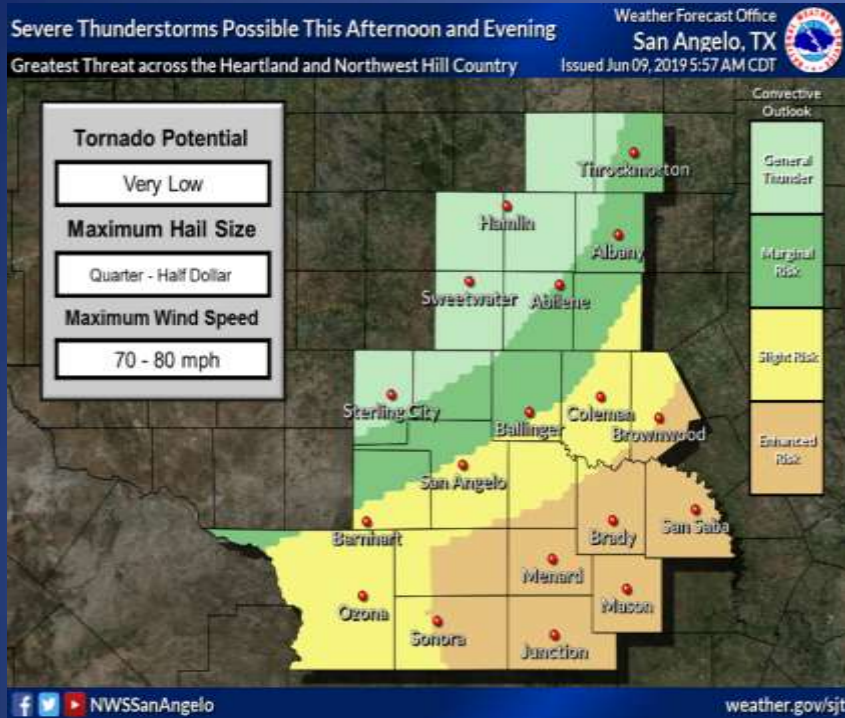 Severe Thunderstorms Possible This Afternoon and Evening
Weather Forecast Office
San Angelo, TX
Greatest Threat across the Heartland and Northwest Hill Country
Issued Jun 09, 2019 5:57 AM CDT
Tornado Potential
Very Low
Maximum Hail Size
Quarter - Half Dollar
Maximum Wind Speed
70 - 80 mph
Convective
Outlook
General
Thunder
Marginal
Risk
Slight Risk
Enhanced
Risk
Throckmorton
Hamlin
Albany
Sweetwater
Abilene
Sterling City
Ballinger
Coleman
Brownwood
San Angelo
Barnhart
Brady
San Saba
Menard
Mason
Ozona
Sonora
Junction
NWSSanAngelo
weather.gov/sjt